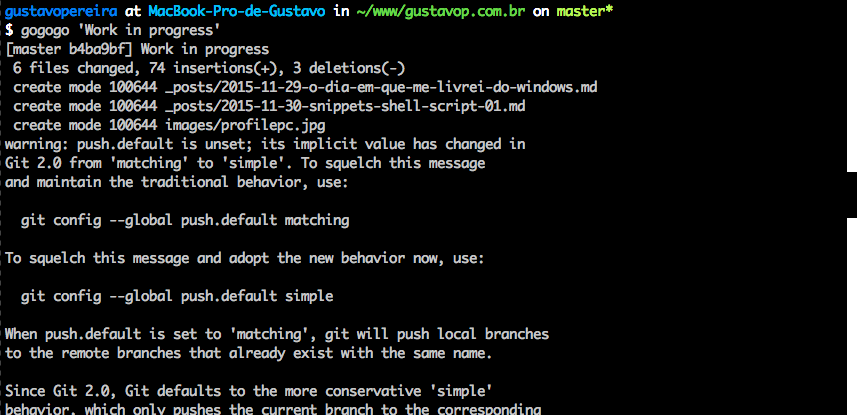 gustavopereira at MacBook-Pro-de-Gustavo in ~/www/gustavop.com.br on master*
$ gogogo 'Work in progress'
[master b4ba9bf] Work in progress
 6 files changed, 74 insertions(+), 3 deletions(-)
 create mode 100644 _posts/2015-11-29-o-dia-em-que-me-livrei-do-windows.md
 create mode 100644 _posts/2015-11-30-snippets-shell-script-01.md
 create mode 100644 images/profilepc.jpg
warning: push.default is unset; its implicit value has changed in
Git 2.0 from 'matching' to 'simple'. To squelch this message
and maintain the traditional behavior, use:

  git config --global push.default matching

To squelch this message and adopt the new behavior now, use:

  git config --global push.default simple

When push.default is set to 'matching', git will push local branches
to the remote branches that already exist with the same name.

Since Git 2.0, Git defaults to the more conservative 'simple'
behavior, which only pushes the current branch to the corresponding